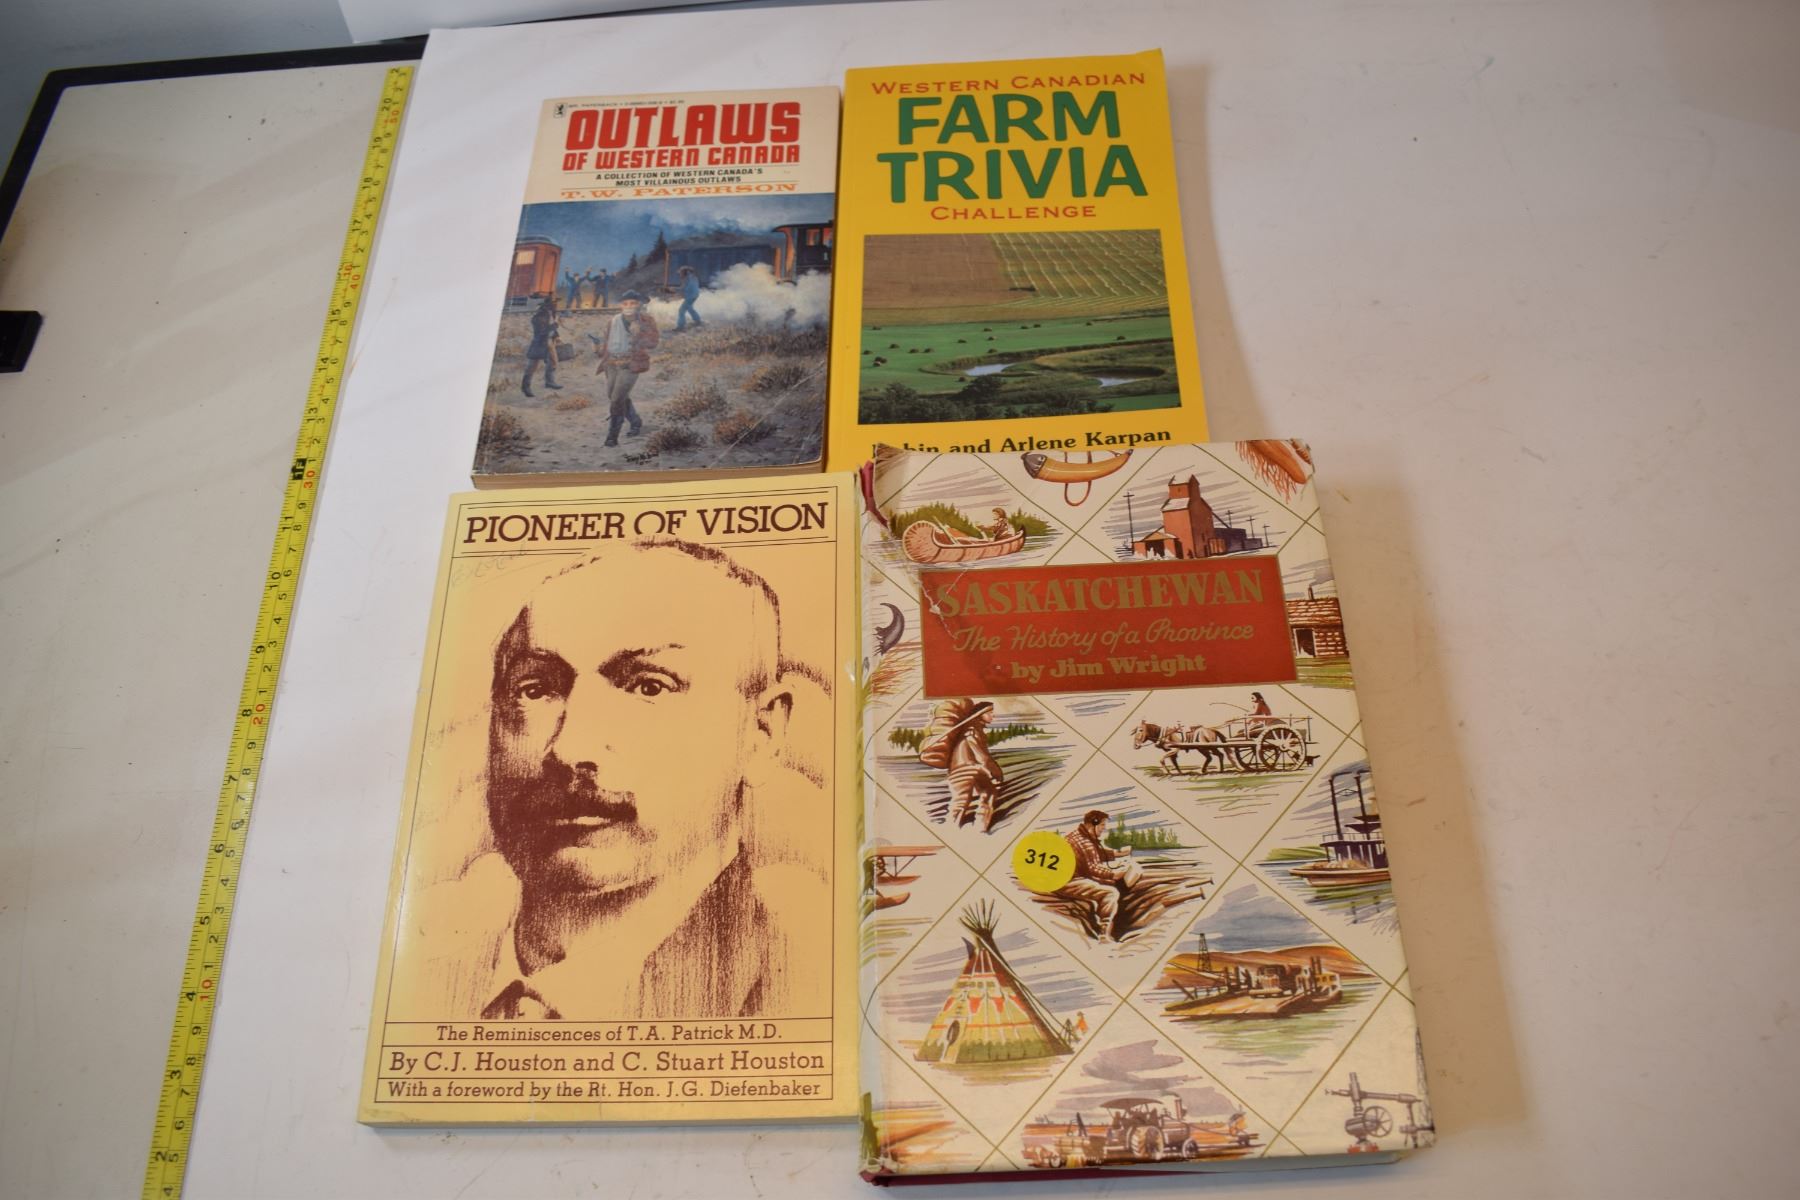 OUTLAWS
OF WESTERN CANADA
A COLLECTION OF WESTERN CANADA'S
MOST VILLAINOUS OUTLAWS
T.W. PATERSON
WESTERN CANADIAN
FARM
TRIVIA
CHALLENGE
and Arlene Karpan
PIONEER OF VISION
The Reminiscences of T.A. Patrick M.D.
By C.J. Houston and C. Stuart Houston
With a foreword by the Rt. Hon. J.G. Diefenbaker
SASKATCHEWAN
The History of a Province
by Jim Wright
312